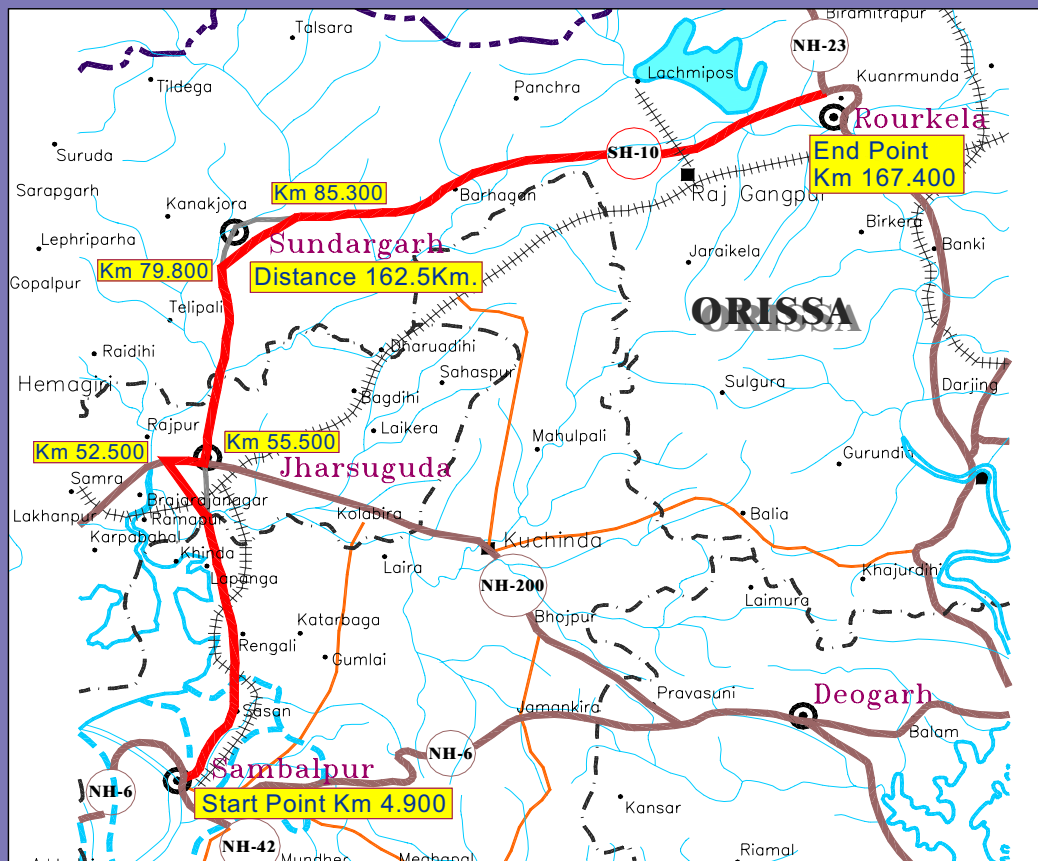 Biramitrapur
Talsara
NH-23
Lachmipos
Kuanrmunda
Tildega
Panchra
Rourkela
SH-10
End Point
Km 167.400
Suruda
Sarapgarh
Km 85.300
Barhagan
Raj Gangpur
Kanakjora
Birkera
Lephriparha
Sundargarh
Jaraikela
Banki
Km 79.800
Distance 162.5Km.
Gopalpur
Telipali
ORISSA
Raidihi
Dharuadihi
Hemagiri
Sahaspur
Sulgura
Darjing
Bagdihi
Rajpur
Laikera
Km 52.500
Km 55.500
Mahulpali
Gurundia
Jharsuguda
Samra
Brajarajanagar
Lakhanpur
Ramapur
Kolabira
Balia
Karpabahal
Kuchinda
Khinda
Laira
Lapanga
Khajurdihi
NH-200
Laimura
Katarbaga
Bhojpur
Rengali
Gumlai
Pravasuni
Deogarh
Sasan
Jamankira
Balam
NH-6
Sambalpur
NH-6
Start Point Km 4.900
Kansar
NH-42
Mundher
Meghapal
Riamal